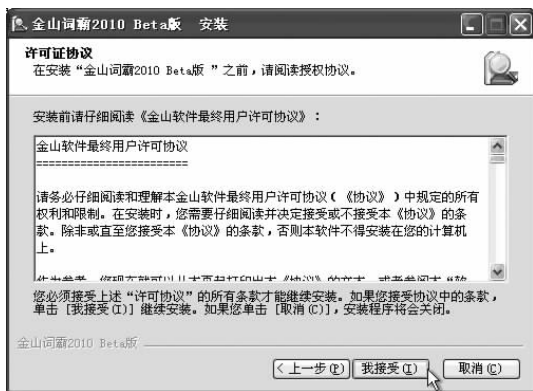 金山词霸2010 Beta版 安装
许可证协议
在安装“金山词霸2010 Beta版 ”之前，请阅读授权协议。
安装前请仔细阅读《金山软件最终用户许可协议》：
金山软件最终用户许可协议
=======================
请务必仔细阅读和理解本金山软件最终用户许可协议（《协议》）中规定的所有
权利和限制。在安装时，您需要仔细阅读并决定接受或不接受本《协议》的条
款。除非或直至您接受本《协议》的条款，否则本软件不得安装在您的计算机
上。
您必须接受上述“许可协议”的所有条款才能继续安装。如果您接受协议中的条款，
单击 [我接受(I)] 继续安装。如果您单击 [取消(C)]，安装程序将会关闭。
金山词霸2010 Beta版
<上一步(P) 我接受(I) 取消(C)